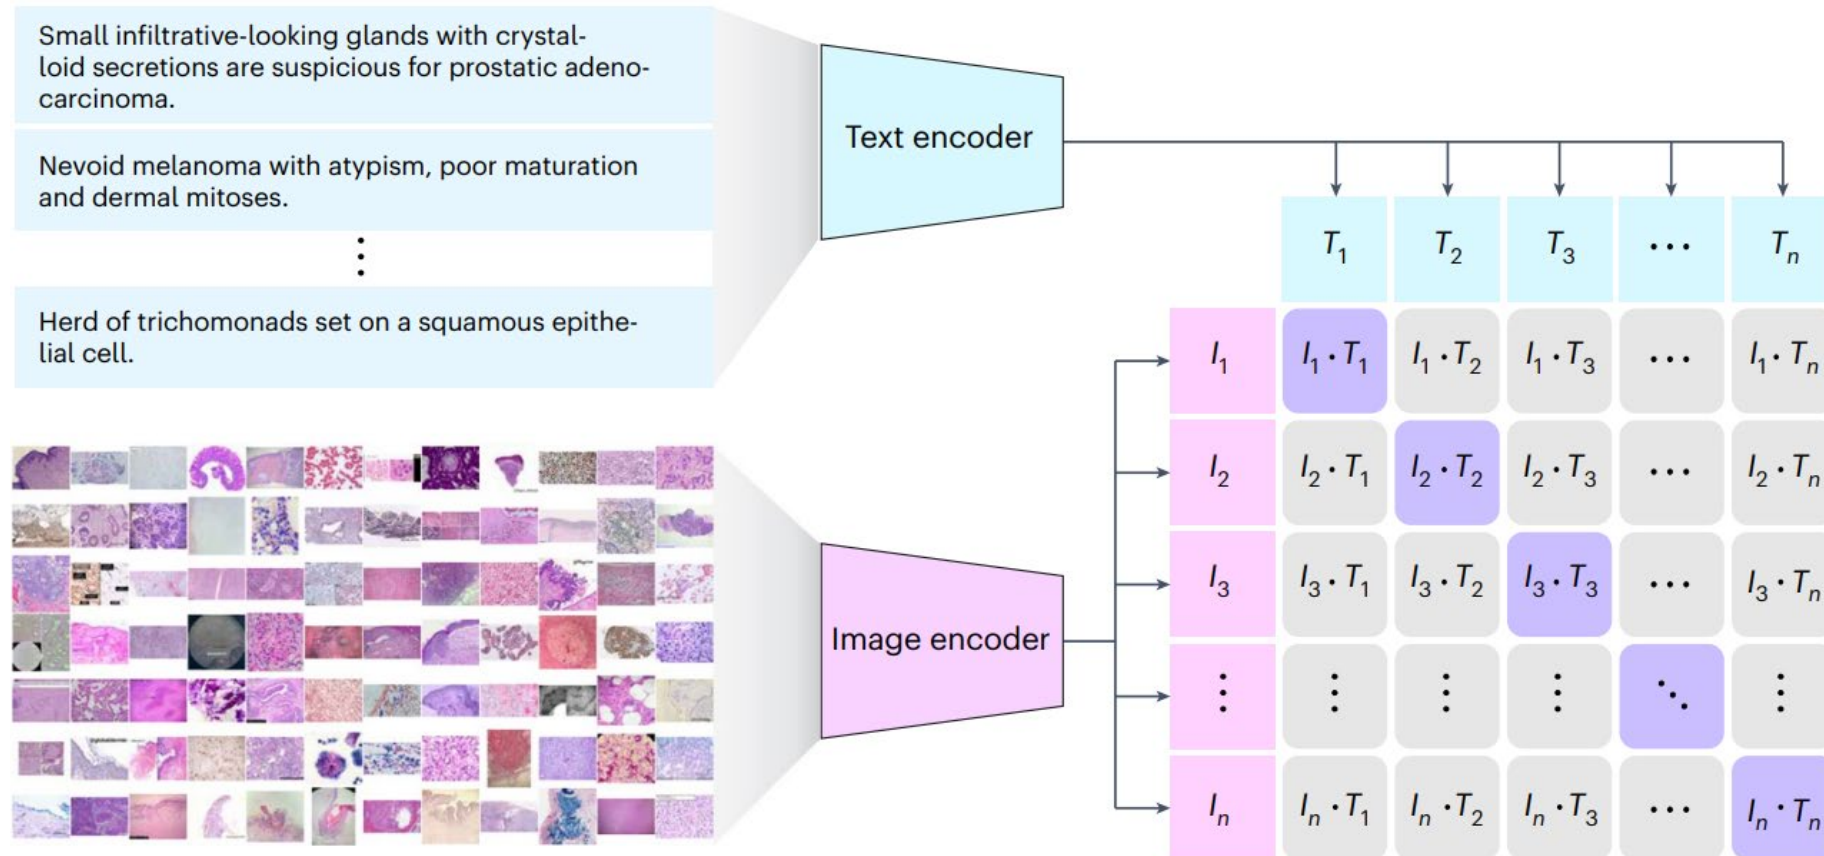 Small infiltrative-looking glands with crystal-
loid secretions are suspicious for prostatic adeno-
carcinoma.
Nevoid melanoma with atypism, poor maturation
and dermal mitoses.
⋮
Herd of trichomonads set on a squamous epithe-
lial cell.
Text encoder
Image encoder
T₁ T₂ T₃ ... Tₙ
I₁ I₁ · T₁ I₁ · T₂ I₁ · T₃ ... I₁ · Tₙ
I₂ I₂ · T₁ I₂ · T₂ I₂ · T₃ ... I₂ · Tₙ
I₃ I₃ · T₁ I₃ · T₂ I₃ · T₃ ... I₃ · Tₙ
⋮ ⋮ ⋮ ⋮ ⋱ ⋮
Iₙ Iₙ · T₁ Iₙ · T₂ Iₙ · T₃ ... Iₙ · Tₙ